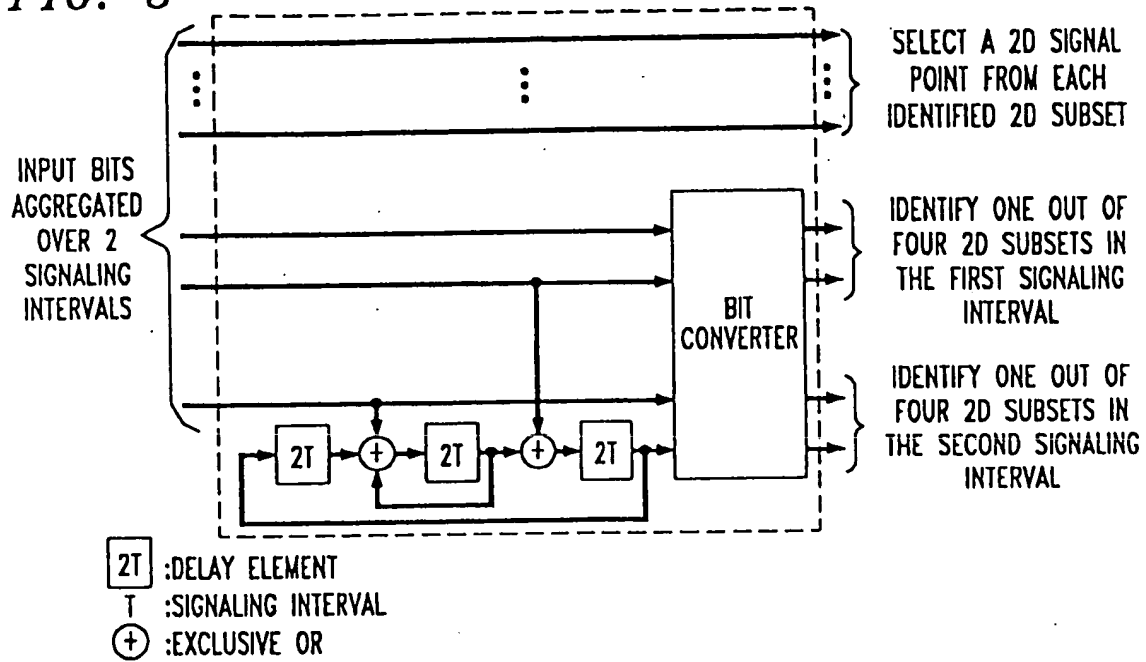 FIG.
SELECT A 2D SIGNAL
POINT FROM EACH
IDENTIFIED 2D SUBSET
INPUT BITS
AGGREGATED
OVER 2
SIGNALING
INTERVALS
IDENTIFY ONE OUT OF
FOUR 2D SUBSETS IN
THE FIRST SIGNALING
INTERVAL
BIT
CONVERTER
IDENTIFY ONE OUT OF
FOUR 2D SUBSETS IN
THE SECOND SIGNALING
INTERVAL
2T
+
2T
+
2T
2T :DELAY ELEMENT
T :SIGNALING INTERVAL
+ :EXCLUSIVE OR